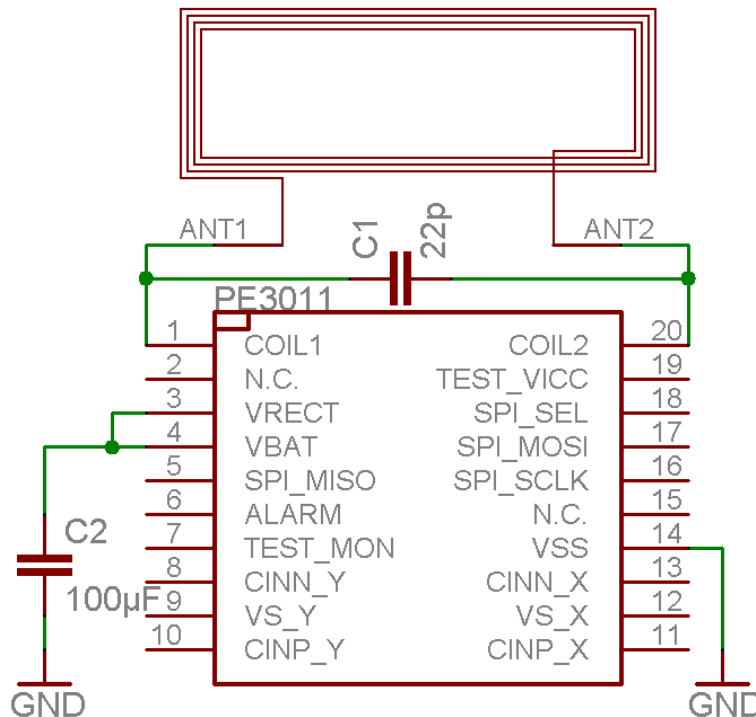 ANT1
C1
22p
ANT2
PE3011
1 COIL1 COIL2 20
2 N.C. TEST_VICC 19
3 VRECT SPI_SEL 18
4 VBAT SPI_MOSI 17
5 SPI_MISO SPI_SCLK 16
6 ALARM N.C. 15
7 TEST_MON VSS 14
8 CINN_Y CINN_X 13
9 VS_Y VS_X 12
10 CINP_Y CINP_X 11
C2
100µF
GND
GND